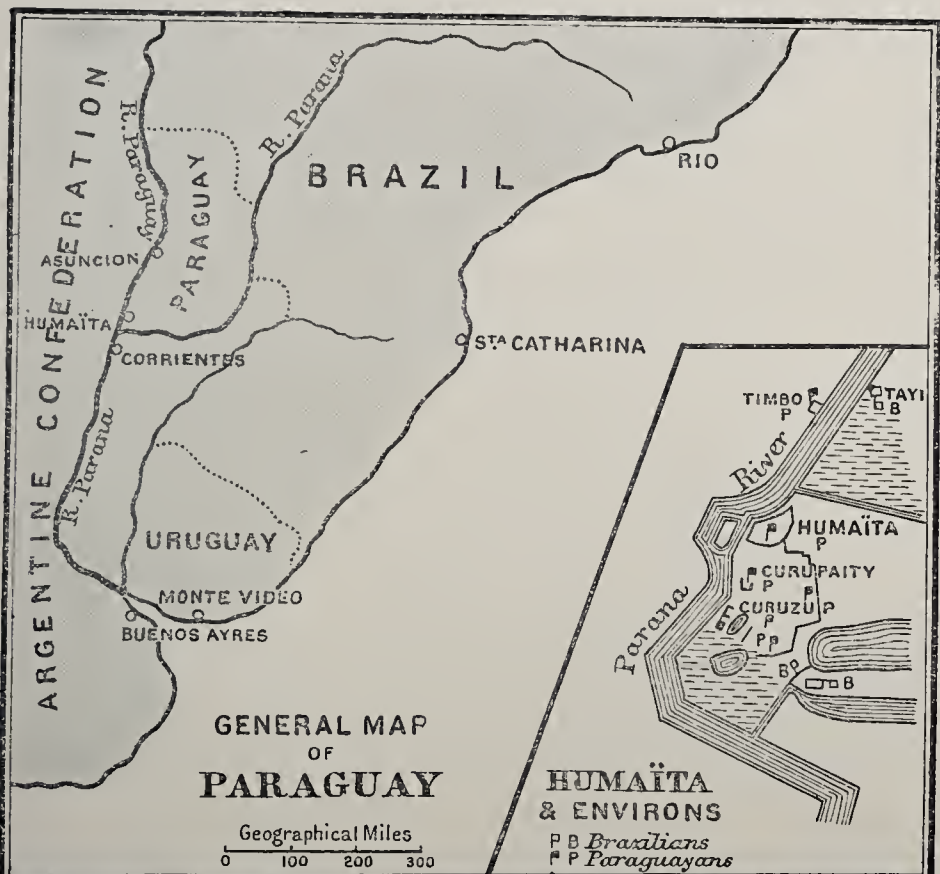 R. Parana
R. Paraguay
BRAZIL
RIO
PARAGUAY
ASUNCION
HUMAÏTA
CORRIENTES
STA CATHARINA
ARGENTINE CONFEDERATION
R. Parana
URUGUAY
MONTE VIDEO
BUENOS AYRES
GENERAL MAP
OF
PARAGUAY
Geographical Miles
0 100 200 300
TIMBO
P
TAYI
B
River
HUMAÏTA
P
P
CURUPAITY
P
P
CURUZU P
B
P
P P
Parana
B P
B
HUMAÏTA
& ENVIRONS
P B Brazilians
P P Paraguayans